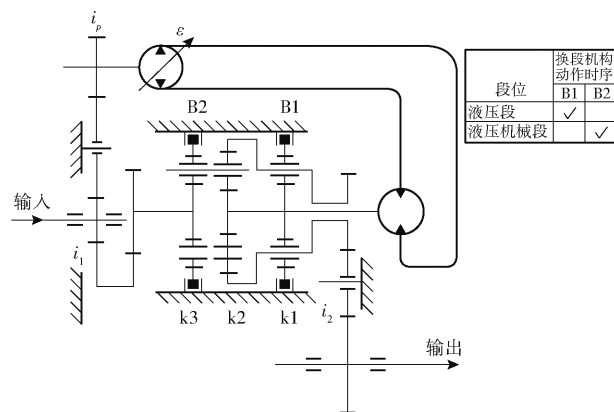 i_p
ε
B2 B1
输入
i_1
k3 k2 k1
i_2
输出
段位 换段机构动作时序
B1 B2
液压段 ✓
液压机械段 ✓